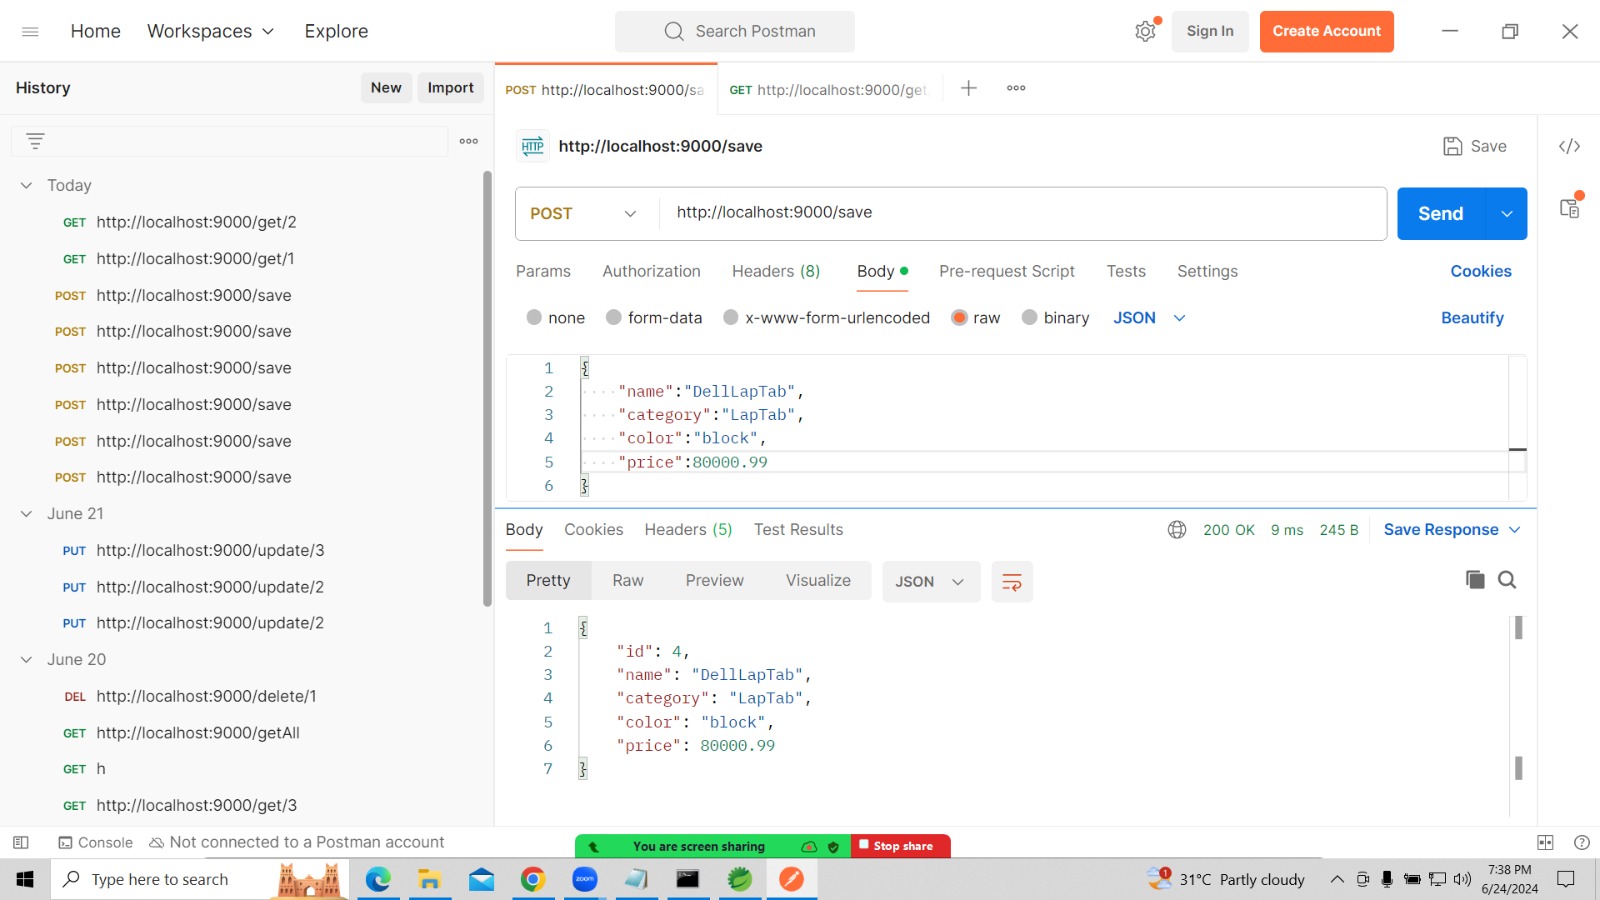 Home Workspaces Explore Search Postman Sign In Create Account
History New Import
POST http://localhost:9000/sa GET http://localhost:9000/get.
HTTP http://localhost:9000/save Save
Today
GET http://localhost:9000/get/2
GET http://localhost:9000/get/1
POST http://localhost:9000/save
POST http://localhost:9000/save
POST http://localhost:9000/save
POST http://localhost:9000/save
POST http://localhost:9000/save
POST http://localhost:9000/save
June 21
PUT http://localhost:9000/update/3
PUT http://localhost:9000/update/2
PUT http://localhost:9000/update/2
June 20
DEL http://localhost:9000/delete/1
GET http://localhost:9000/getAll
GET h
GET http://localhost:9000/get/3
POST http://localhost:9000/save Send
Params Authorization Headers (8) Body Pre-request Script Tests Settings Cookies
none form-data x-www-form-urlencoded raw binary JSON Beautify
1 {
2 "name":"DellLapTab",
3 "category":"LapTab",
4 "color":"block",
5 "price":80000.99
6 }
Body Cookies Headers (5) Test Results 200 OK 9 ms 245 B Save Response
Pretty Raw Preview Visualize JSON
1 {
2 "id": 4,
3 "name": "DellLapTab",
4 "category": "LapTab",
5 "color": "block",
6 "price": 80000.99
7 }
Console Not connected to a Postman account
You are screen sharing Stop share
Type here to search zoom 1 31°C Partly cloudy 7:38 PM
6/24/2024